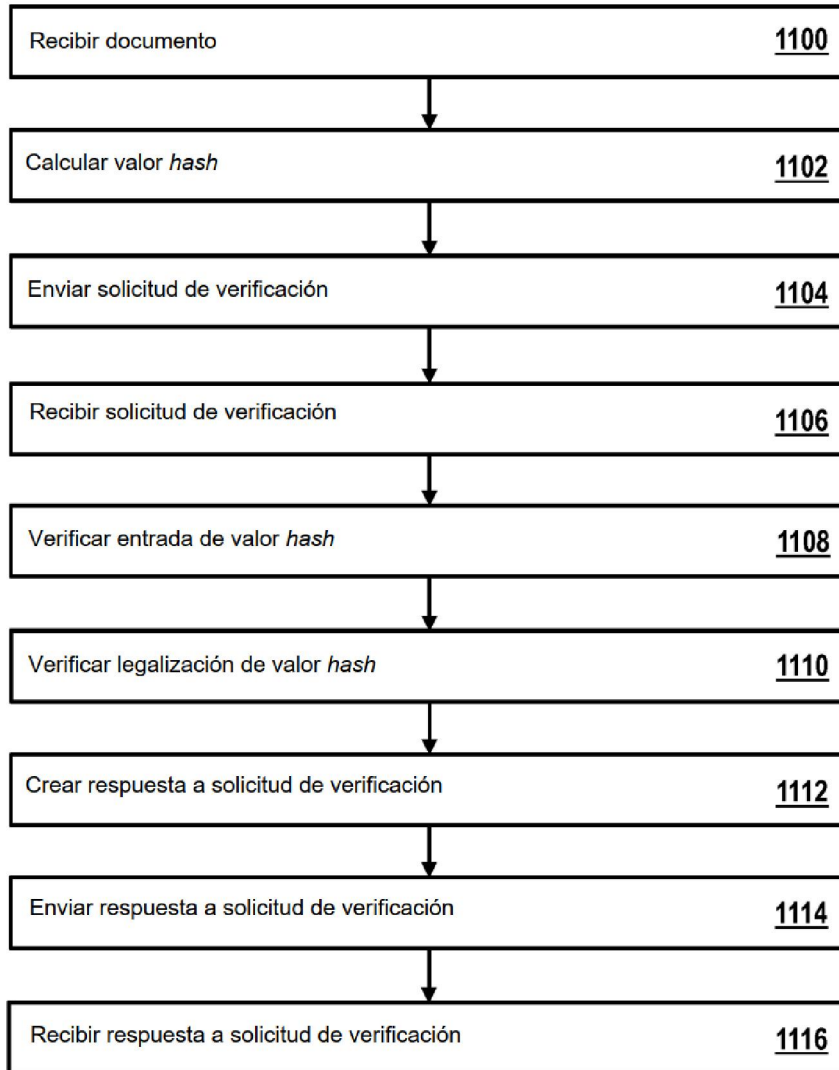 Recibir documento 1100
Calcular valor hash 1102
Enviar solicitud de verificación 1104
Recibir solicitud de verificación 1106
Verificar entrada de valor hash 1108
Verificar legalización de valor hash 1110
Crear respuesta a solicitud de verificación 1112
Enviar respuesta a solicitud de verificación 1114
Recibir respuesta a solicitud de verificación 1116